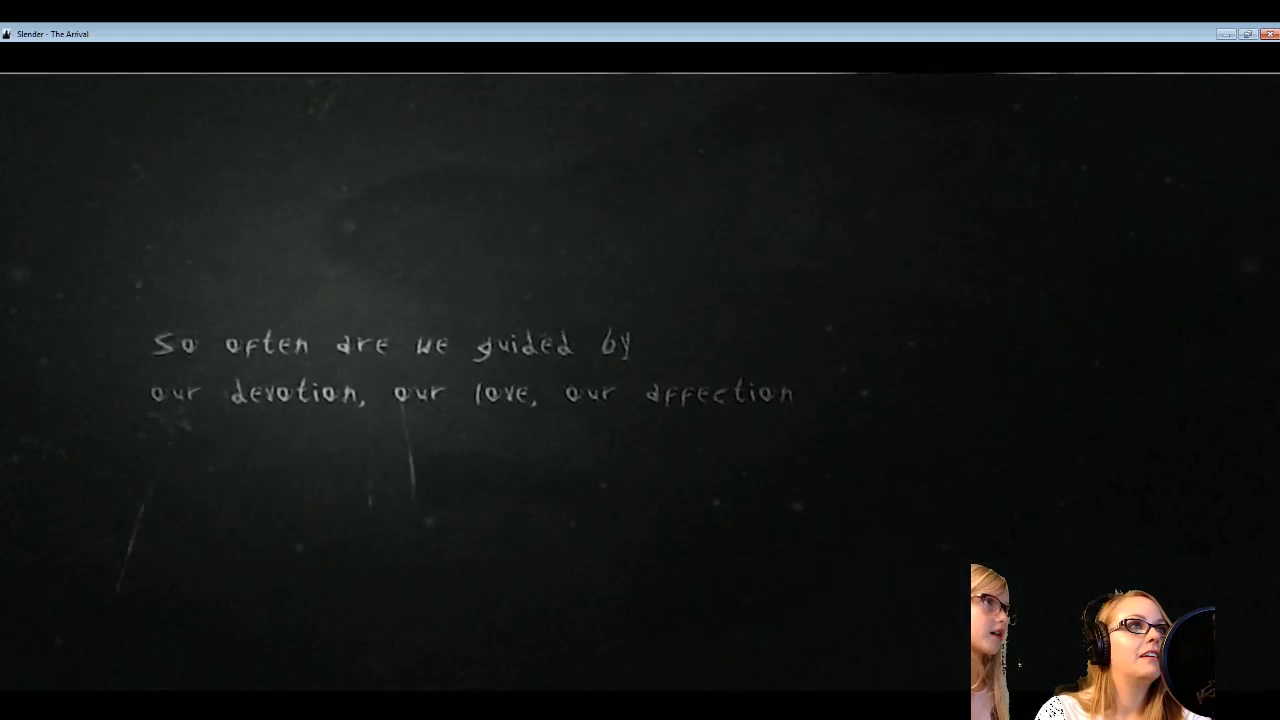 Slender - The Arrival
So often are we guided by
our devotion, our love, our affection